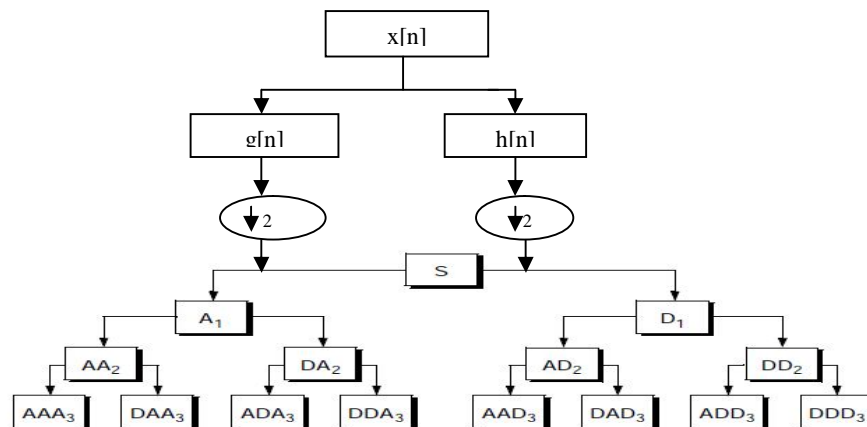 x[n]
g[n] h[n]
2 2
S
A₁ D₁
AA₂ DA₂ AD₂ DD₂
AAA₃ DAA₃ ADA₃ DDA₃ AAD₃ DAD₃ ADD₃ DDD₃